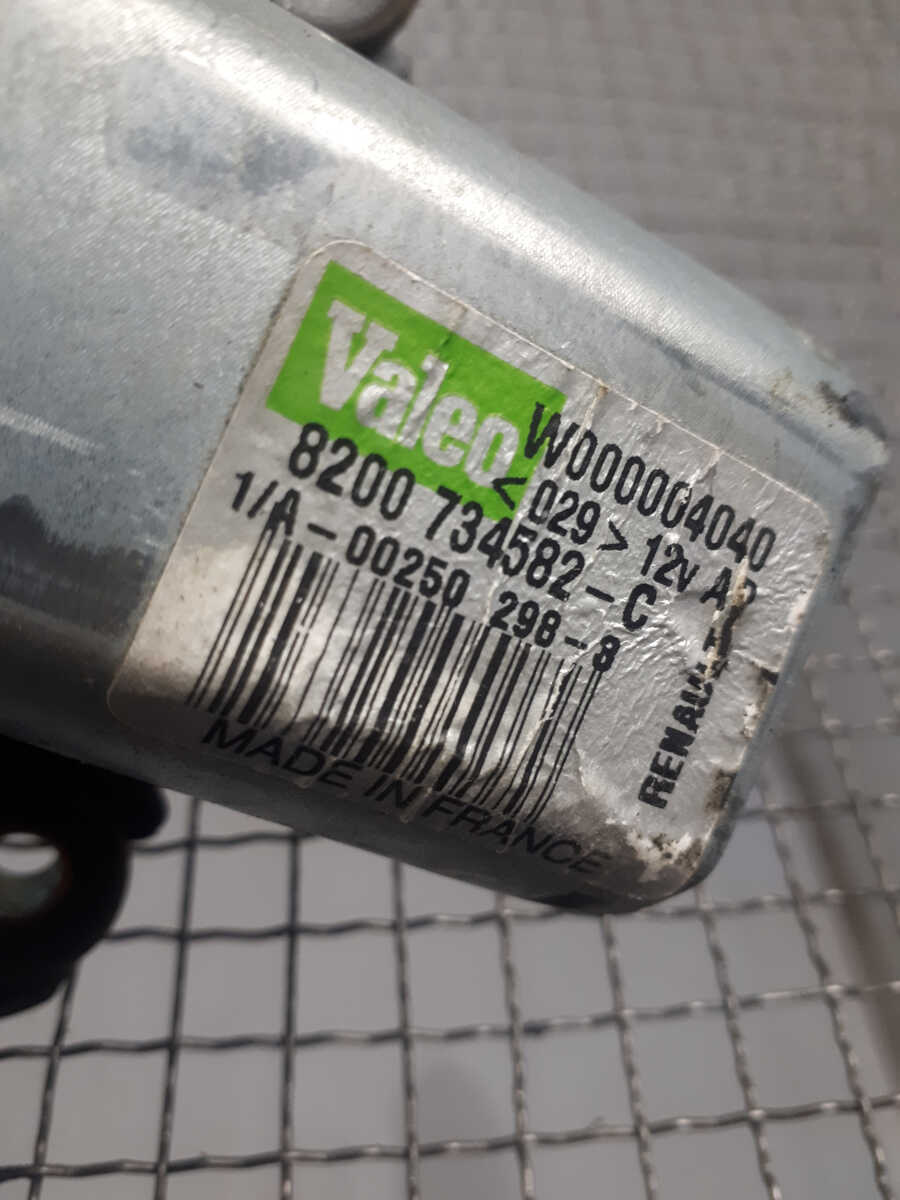 Valeo
W000004040
<029> 12v AR
8200 734582-C
1/A-00250 298-8
RENAULT
MADE IN FRANCE